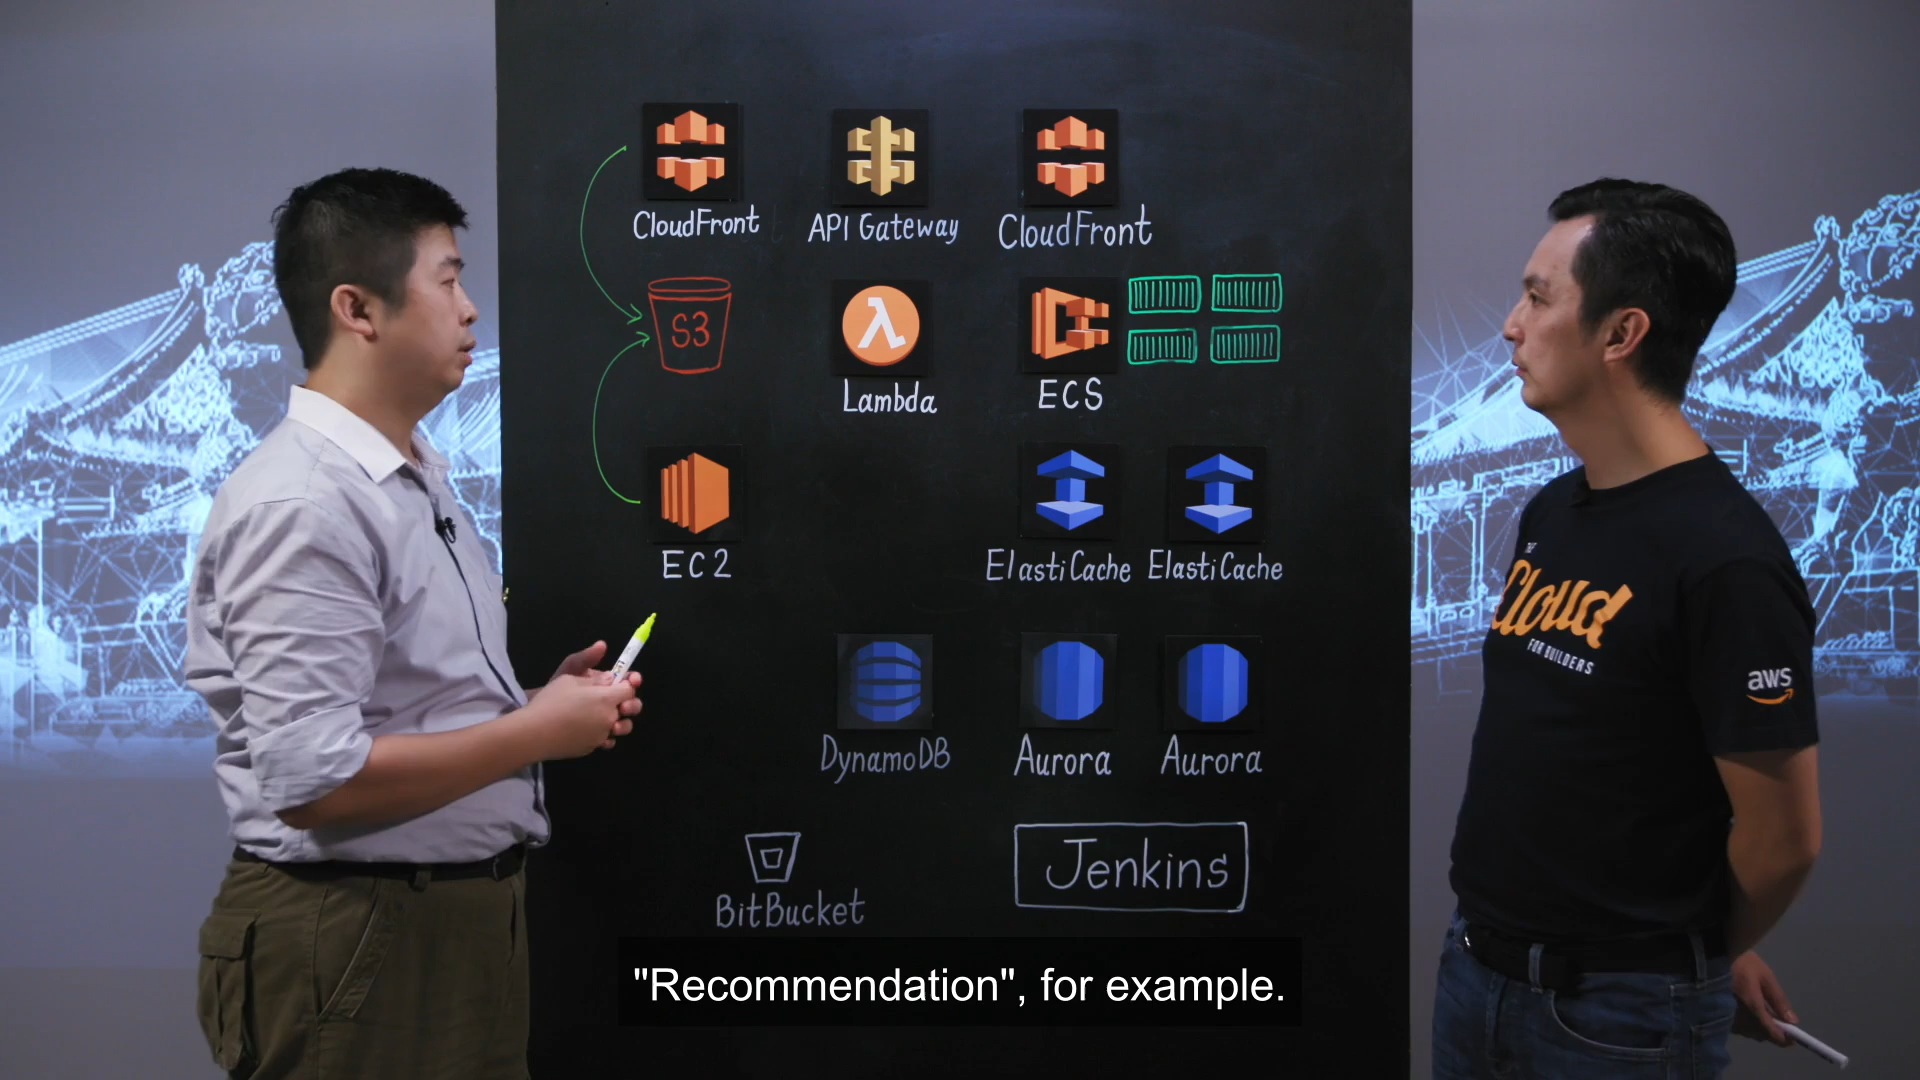 CloudFront
API Gateway
CloudFront
S3
Lambda
ECS
EC2
ElastiCache
ElastiCache
DynamoDB
Aurora
Aurora
BitBucket
Jenkins
THE
Cloud
FOR BUILDERS
aws
"Recommendation", for example.